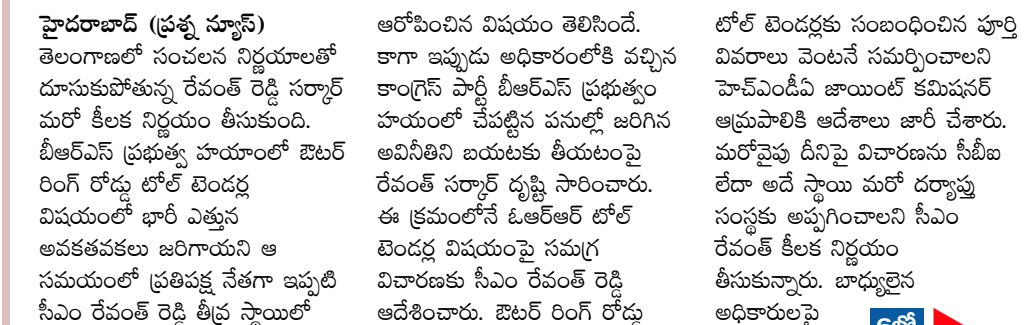 హైదరాబాద్ (ప్రశ్న న్యూస్)
తెలంగాణలో సంచలన నిర్ణయాలతో
దూసుకుపోతున్న రేవంత్ రెడ్డి సర్కార్
మరో కీలక నిర్ణయం తీసుకుంది.
బీఆర్ఎస్ ప్రభుత్వ హయాంలో ఔటర్
రింగ్ రోడ్డు టోల్ టెండర్ల
విషయంలో భారీ ఎత్తున
అవకతవకలు జరిగాయని ఆ
సమయంలో ప్రతిపక్ష నేతగా ఇప్పటి
సీఎం రేవంత్ రెడ్డి తీవ్ర స్థాయిలో
ఆరోపించిన విషయం తెలిసిందే.
కాగా ఇప్పుడు అధికారంలోకి వచ్చిన
కాంగ్రెస్ పార్టీ బీఆర్ఎస్ ప్రభుత్వం
హయంలో చేపట్టిన పనుల్లో జరిగిన
అవినీతిని బయటకు తీయటంపై
రేవంత్ సర్కార్ దృష్టి సారించారు.
ఈ క్రమంలోనే ఓఆర్ఆర్ టోల్
టెండర్ల విషయంపై సమగ్ర
విచారణకు సీఎం రేవంత్ రెడ్డి
ఆదేశించారు. ఔటర్ రింగ్ రోడ్డు
టోల్ టెండర్లకు సంబంధించిన పూర్తి
వివరాలు వెంటనే సమర్పించాలని
హెచ్ఎండీఏ జాయింట్ కమిషనర్
ఆమ్రపాలికి ఆదేశాలు జారీ చేశారు.
మరోవైపు దీనిపై విచారణను సీబీఐ
లేదా అదే స్థాయి మరో దర్యాప్తు
సంస్థకు అప్పగించాలని సీఎం
రేవంత్ కీలక నిర్ణయం
తీసుకున్నారు. బాధ్యులైన
అధికారులపై